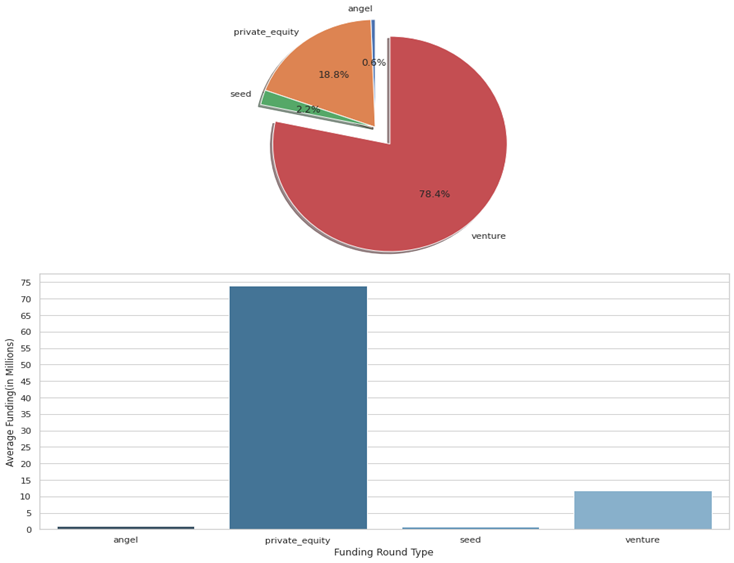 angel
private_equity
0.6%
18.8%
seed
2.2%
78.4%
venture
75
70
65
60
55
50
45
40
35
30
25
20
15
10
5
0
Average Funding(in Millions)
angel private_equity seed venture
Funding Round Type